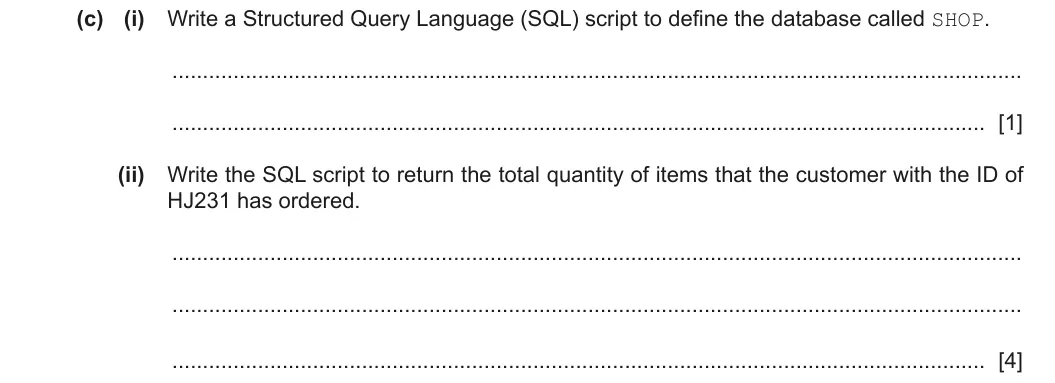 (c) (i) Write a Structured Query Language (SQL) script to define the database called SHOP.
..........................................................................................................................................
.................................................................................................................................... [1]
(ii) Write the SQL script to return the total quantity of items that the customer with the ID of
HJ231 has ordered.
..........................................................................................................................................
..........................................................................................................................................
.................................................................................................................................... [4]